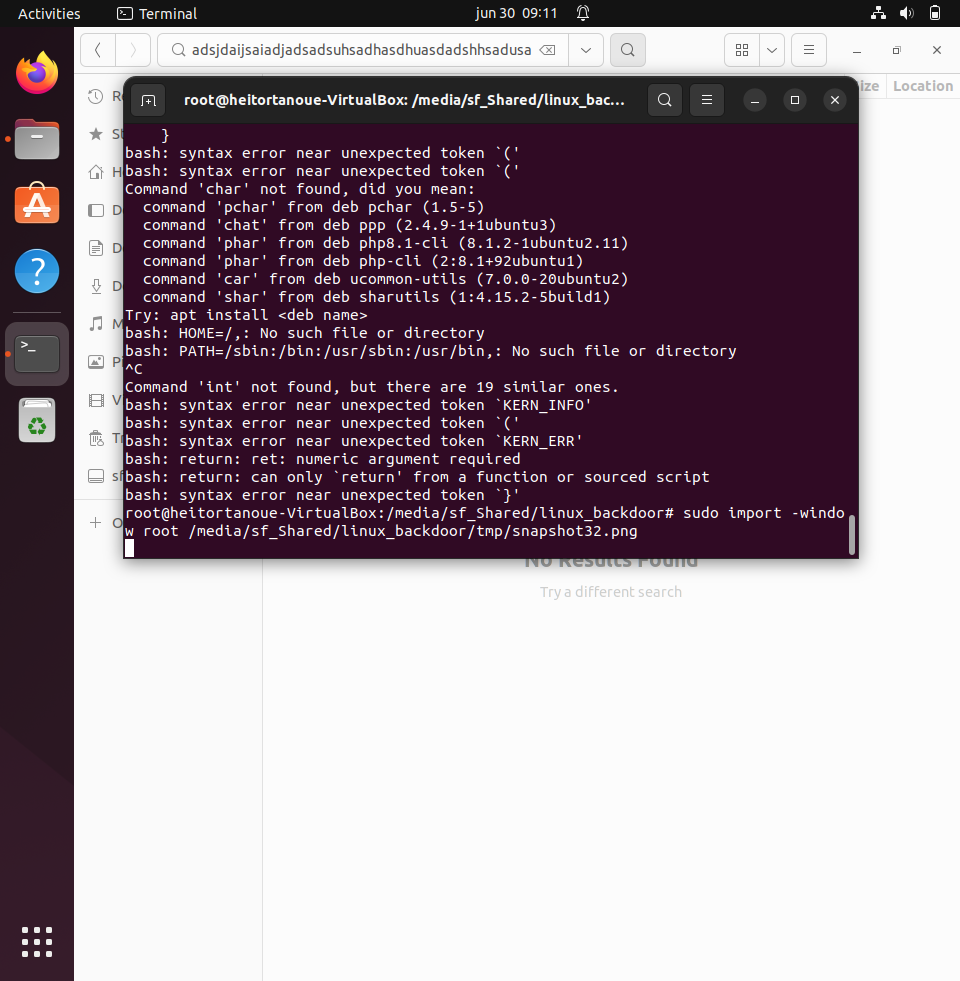 Activities
Terminal
jun 30 09:11
adsjdaijsaiadjadsadsuhsadhasdhuasdadshhsadusa
root@heitortanoue-VirtualBox: /media/sf_Shared/linux_bac...
Location
    }
bash: syntax error near unexpected token `('
bash: syntax error near unexpected token `('
Command 'char' not found, did you mean:
  command 'pchar' from deb pchar (1.5-5)
  command 'chat' from deb ppp (2.4.9-1+1ubuntu3)
  command 'phar' from deb php8.1-cli (8.1.2-1ubuntu2.11)
  command 'phar' from deb php-cli (2:8.1+92ubuntu1)
  command 'car' from deb ucommon-utils (7.0.0-20ubuntu2)
  command 'shar' from deb sharutils (1:4.15.2-5build1)
Try: apt install <deb name>
bash: HOME=/,: No such file or directory
bash: PATH=/sbin:/bin:/usr/sbin:/usr/bin,: No such file or directory
^C
Command 'int' not found, but there are 19 similar ones.
bash: syntax error near unexpected token `KERN_INFO'
bash: syntax error near unexpected token `('
bash: syntax error near unexpected token `KERN_ERR'
bash: return: ret: numeric argument required
bash: return: can only `return' from a function or sourced script
bash: syntax error near unexpected token `}'
root@heitortanoue-VirtualBox:/media/sf_Shared/linux_backdoor# sudo import -windo
w root /media/sf_Shared/linux_backdoor/tmp/snapshot32.png
No Results Found
Try a different search